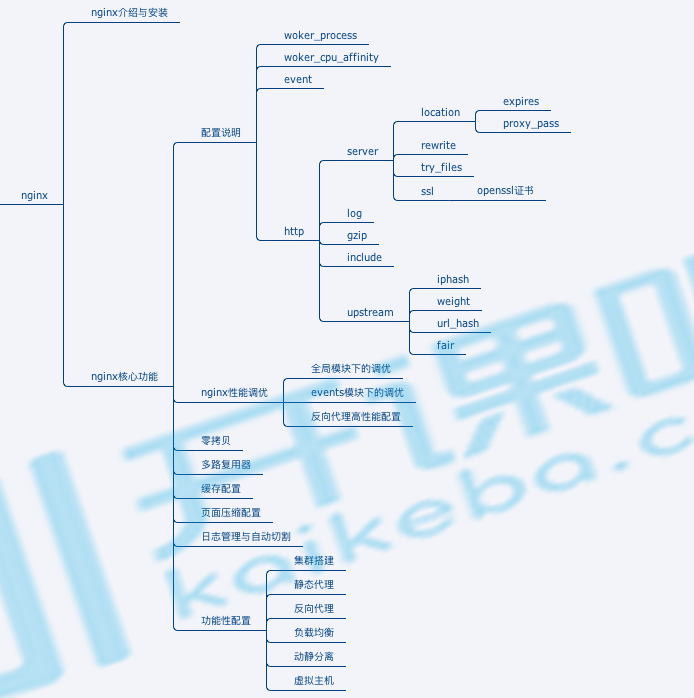 nginx
nginx介绍与安装
nginx核心功能
配置说明
woker_process
woker_cpu_affinity
event
http
server
location
expires
proxy_pass
rewrite
try_files
ssl
openssl证书
log
gzip
include
upstream
iphash
weight
url_hash
fair
nginx性能调优
全局模块下的调优
events模块下的调优
反向代理高性能配置
零拷贝
多路复用器
缓存配置
页面压缩配置
日志管理与自动切割
功能性配置
集群搭建
静态代理
反向代理
负载均衡
动静分离
虚拟主机
kaikeba.c